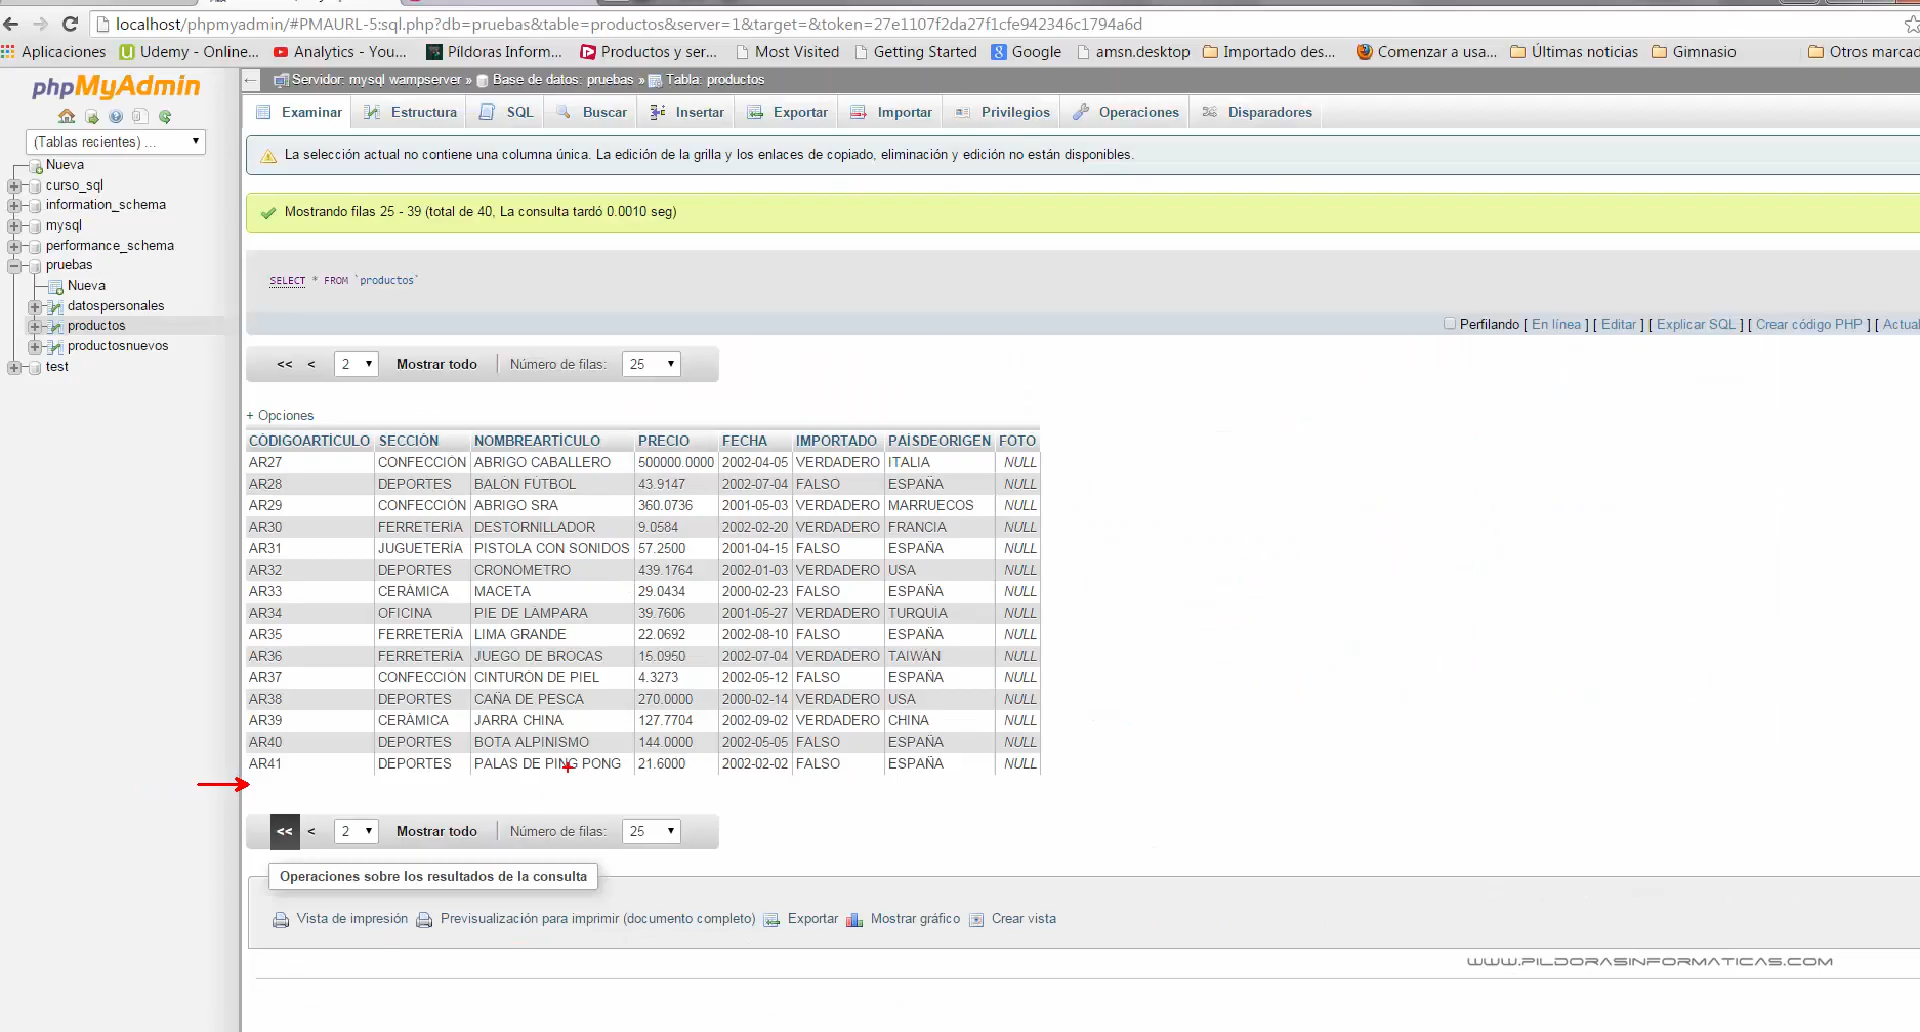 localhost/phpmyadmin/#PMAURL-5:sql.php?db=pruebas&table=productos&server=1&target=&token=27e1107f2da27f1cfe942346c1794a6d
Aplicaciones Udemy - Online... Analytics - You... Píldoras Inform... Productos y ser... Most Visited Getting Started Google amsn.desktop Importado des... Comenzar a usa... Últimas noticias Gimnasio Otros marcad
phpMyAdmin
(Tablas recientes) ...
Nueva
curso_sql
information_schema
mysql
performance_schema
pruebas
Nueva
datospersonales
productos
productosnuevos
test
Servidor: mysql wampserver » Base de datos: pruebas » Tabla: productos
Examinar Estructura SQL Buscar Insertar Exportar Importar Privilegios Operaciones Disparadores
La selección actual no contiene una columna única. La edición de la grilla y los enlaces de copiado, eliminación y edición no están disponibles.
Mostrando filas 25 - 39 (total de 40, La consulta tardó 0.0010 seg)
SELECT * FROM `productos`
Perfilando [ En línea ] [ Editar ] [ Explicar SQL ] [ Crear código PHP ] [ Actual
<< < 2 Mostrar todo Número de filas: 25
+ Opciones
CÓDIGOARTÍCULO SECCIÓN NOMBREARTÍCULO PRECIO FECHA IMPORTADO PAÍSDEORIGEN FOTO
AR27 CONFECCIÓN ABRIGO CABALLERO 500000.0000 2002-04-05 VERDADERO ITALIA NULL
AR28 DEPORTES BALÓN FÚTBOL 43.9147 2002-07-04 FALSO ESPAÑA NULL
AR29 CONFECCIÓN ABRIGO SRA 360.0736 2001-05-03 VERDADERO MARRUECOS NULL
AR30 FERRETERÍA DESTORNILLADOR 9.0584 2002-02-20 VERDADERO FRANCIA NULL
AR31 JUGUETERÍA PISTOLA CON SONIDOS 57.2500 2001-04-15 FALSO ESPAÑA NULL
AR32 DEPORTES CRONÓMETRO 439.1764 2002-01-03 VERDADERO USA NULL
AR33 CERÁMICA MACETA 29.0434 2000-02-23 FALSO ESPAÑA NULL
AR34 OFICINA PIE DE LÁMPARA 39.7606 2001-05-27 VERDADERO TURQUÍA NULL
AR35 FERRETERÍA LIMA GRANDE 22.0692 2002-08-10 FALSO ESPAÑA NULL
AR36 FERRETERÍA JUEGO DE BROCAS 15.0950 2002-07-04 VERDADERO TAIWÁN NULL
AR37 CONFECCIÓN CINTURÓN DE PIEL 4.3273 2002-05-12 FALSO ESPAÑA NULL
AR38 DEPORTES CAÑA DE PESCA 270.0000 2000-02-14 VERDADERO USA NULL
AR39 CERÁMICA JARRA CHINA 127.7704 2002-09-02 VERDADERO CHINA NULL
AR40 DEPORTES BOTA ALPINISMO 144.0000 2002-05-05 FALSO ESPAÑA NULL
AR41 DEPORTES PALAS DE PING PONG 21.6000 2002-02-02 FALSO ESPAÑA NULL
<< < 2 Mostrar todo Número de filas: 25
Operaciones sobre los resultados de la consulta
Vista de impresión Previsualización para imprimir (documento completo) Exportar Mostrar gráfico Crear vista
WWW.PILDORASINFORMATICAS.COM